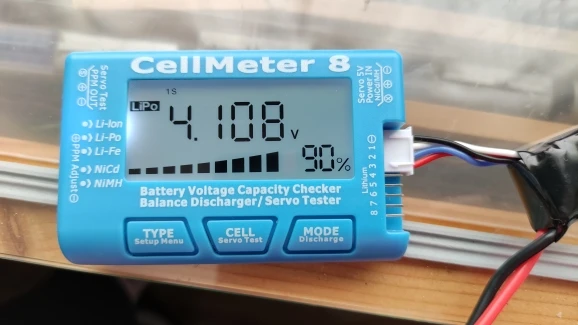 CellMeter 8
Servo Test
PPM OUT
Li-Ion
Li-Po
Li-Fe
NiCd
NiMH
PPM Adjust
1S
LiPo
4.108 v
90%
Servo 5V
Power IN
NiCd/MH
Lithium
8 7 6 5 4 3 2 1
Battery Voltage Capacity Checker
Balance Discharger/ Servo Tester
TYPE
Setup Menu
CELL
Servo Test
MODE
Discharge